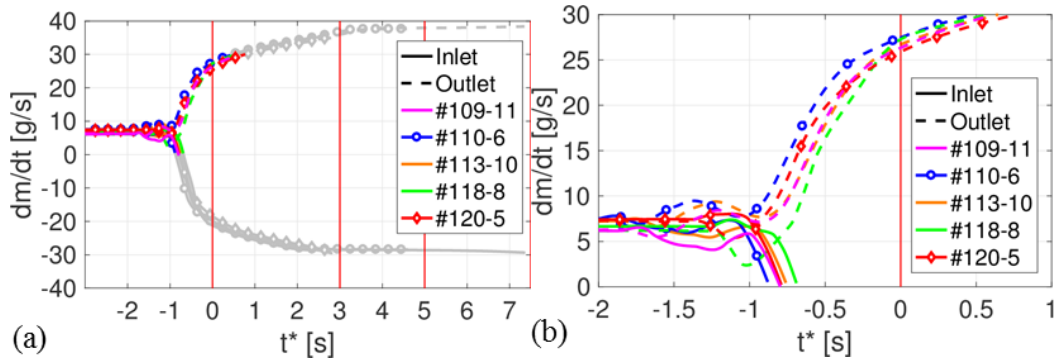 40
30
20
10
0
-10
-20
-30
-40
dm/dt [g/s]
-2 -1 0 1 2 3 4 5 6 7
t* [s]
(a)
Inlet
Outlet
#109-11
#110-6
#113-10
#118-8
#120-5
30
25
20
15
10
5
0
dm/dt [g/s]
-2 -1.5 -1 -0.5 0 0.5 1
t* [s]
(b)
Inlet
Outlet
#109-11
#110-6
#113-10
#118-8
#120-5